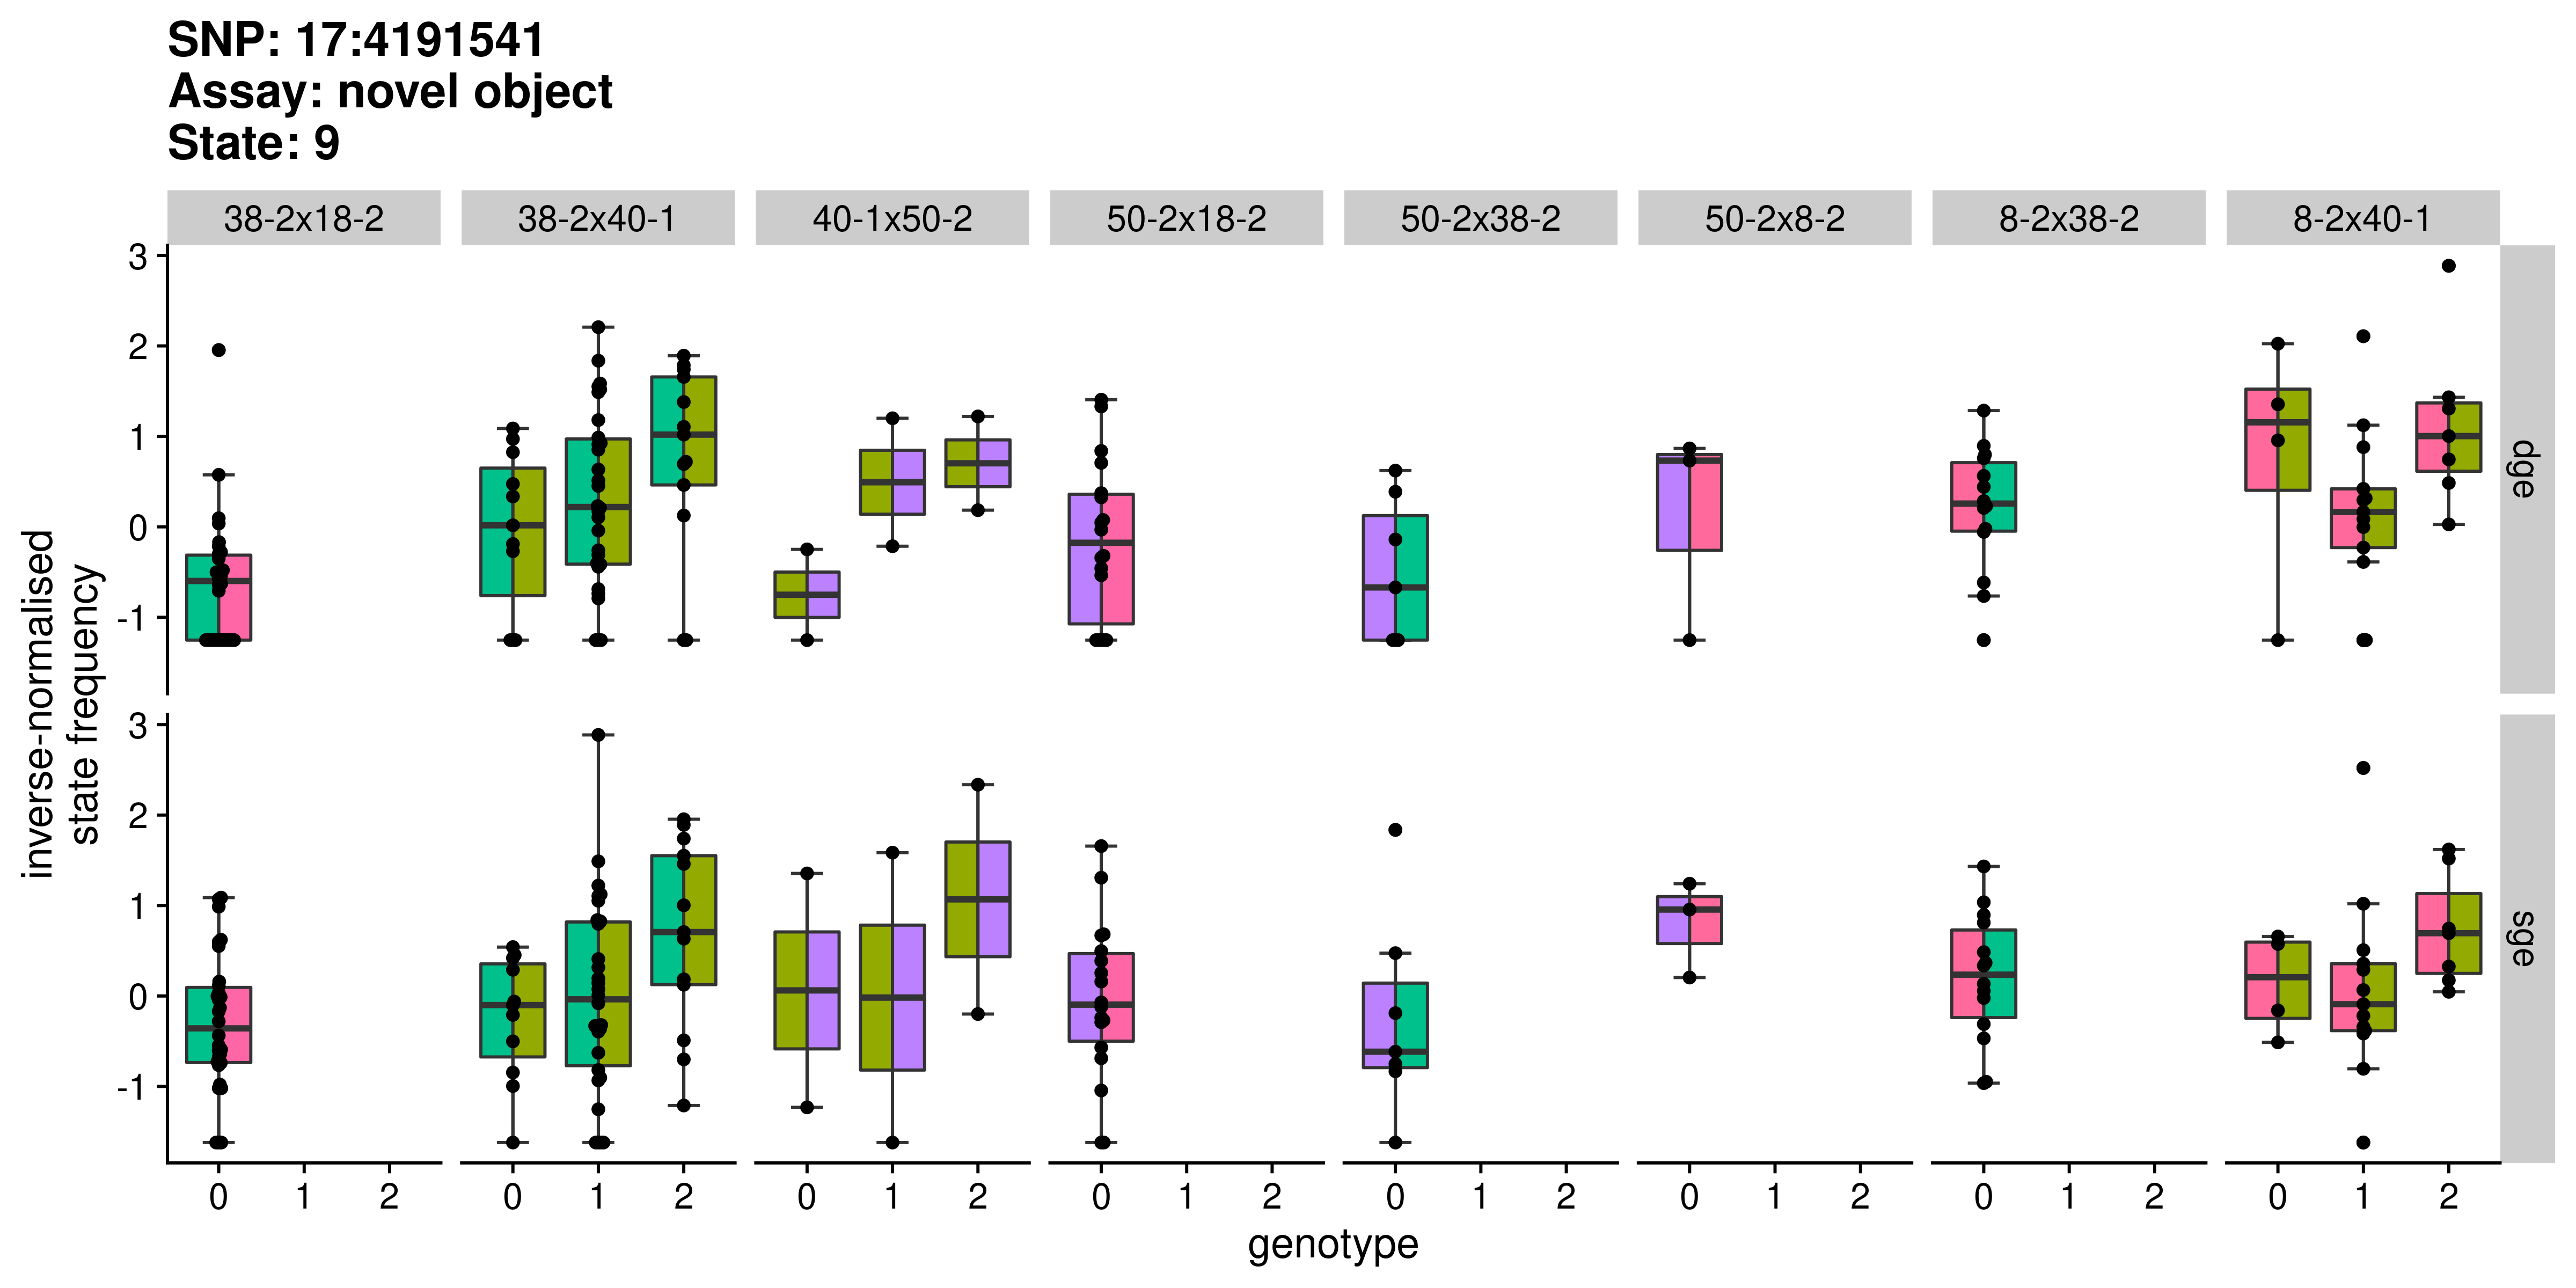 SNP: 17:4191541
Assay: novel object
State: 9
38-2x18-2 38-2x40-1 40-1x50-2 50-2x18-2 50-2x38-2 50-2x8-2 8-2x38-2 8-2x40-1
inverse-normalised
state frequency
3
2
1
0
-1
dge
3
2
1
0
-1
sge
0 1 2 0 1 2 0 1 2 0 1 2 0 1 2 0 1 2 0 1 2 0 1 2
genotype